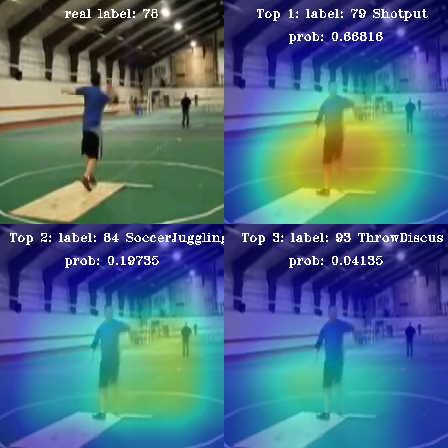 real label: 78
Top 1: label: 79 Shotput
prob: 0.66816
Top 2: label: 84 SoccerJuggling
prob: 0.19735
Top 3: label: 93 ThrowDiscus
prob: 0.04135